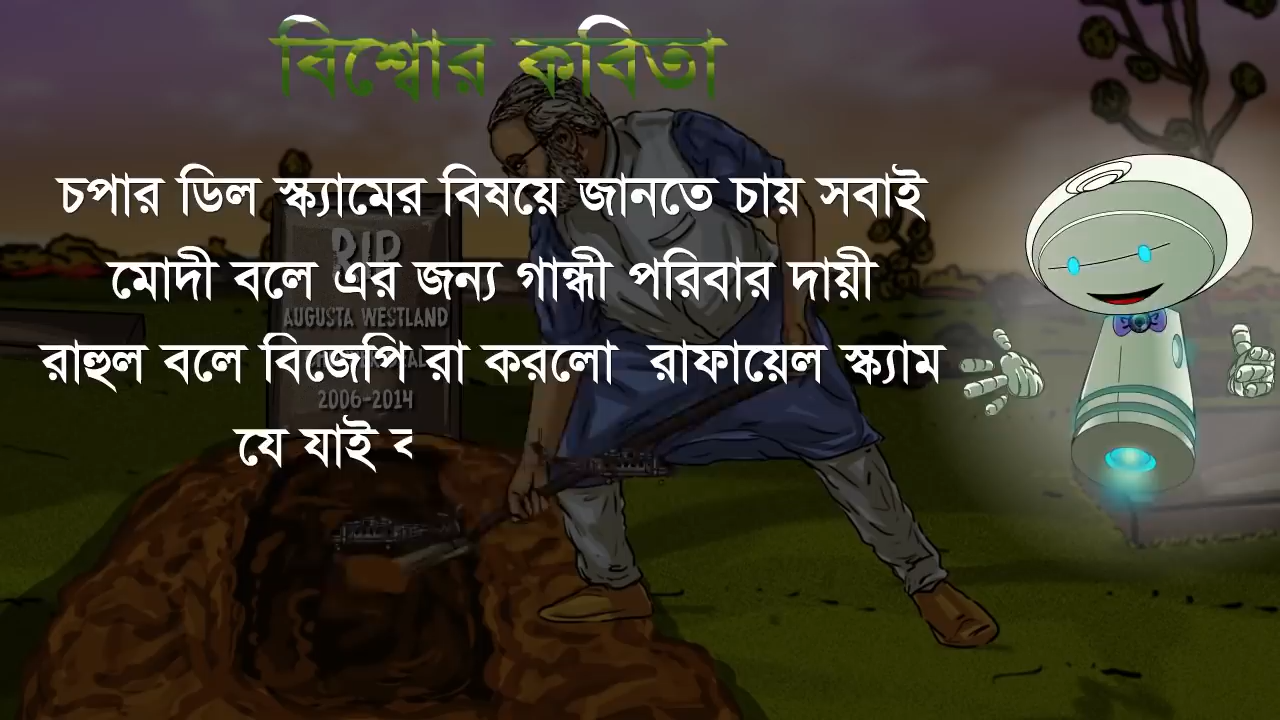 বিশ্বোর কবিতা
চপার ডিল স্ক্যামের বিষয়ে জানতে চায় সবাই
মোদী বলে এর জন্য গান্ধী পরিবার দায়ী
রাহুল বলে বিজেপি রা করলো রাফায়েল স্ক্যাম
যে যাই
RIP
AUGUSTA WESTLAND
2006-2014